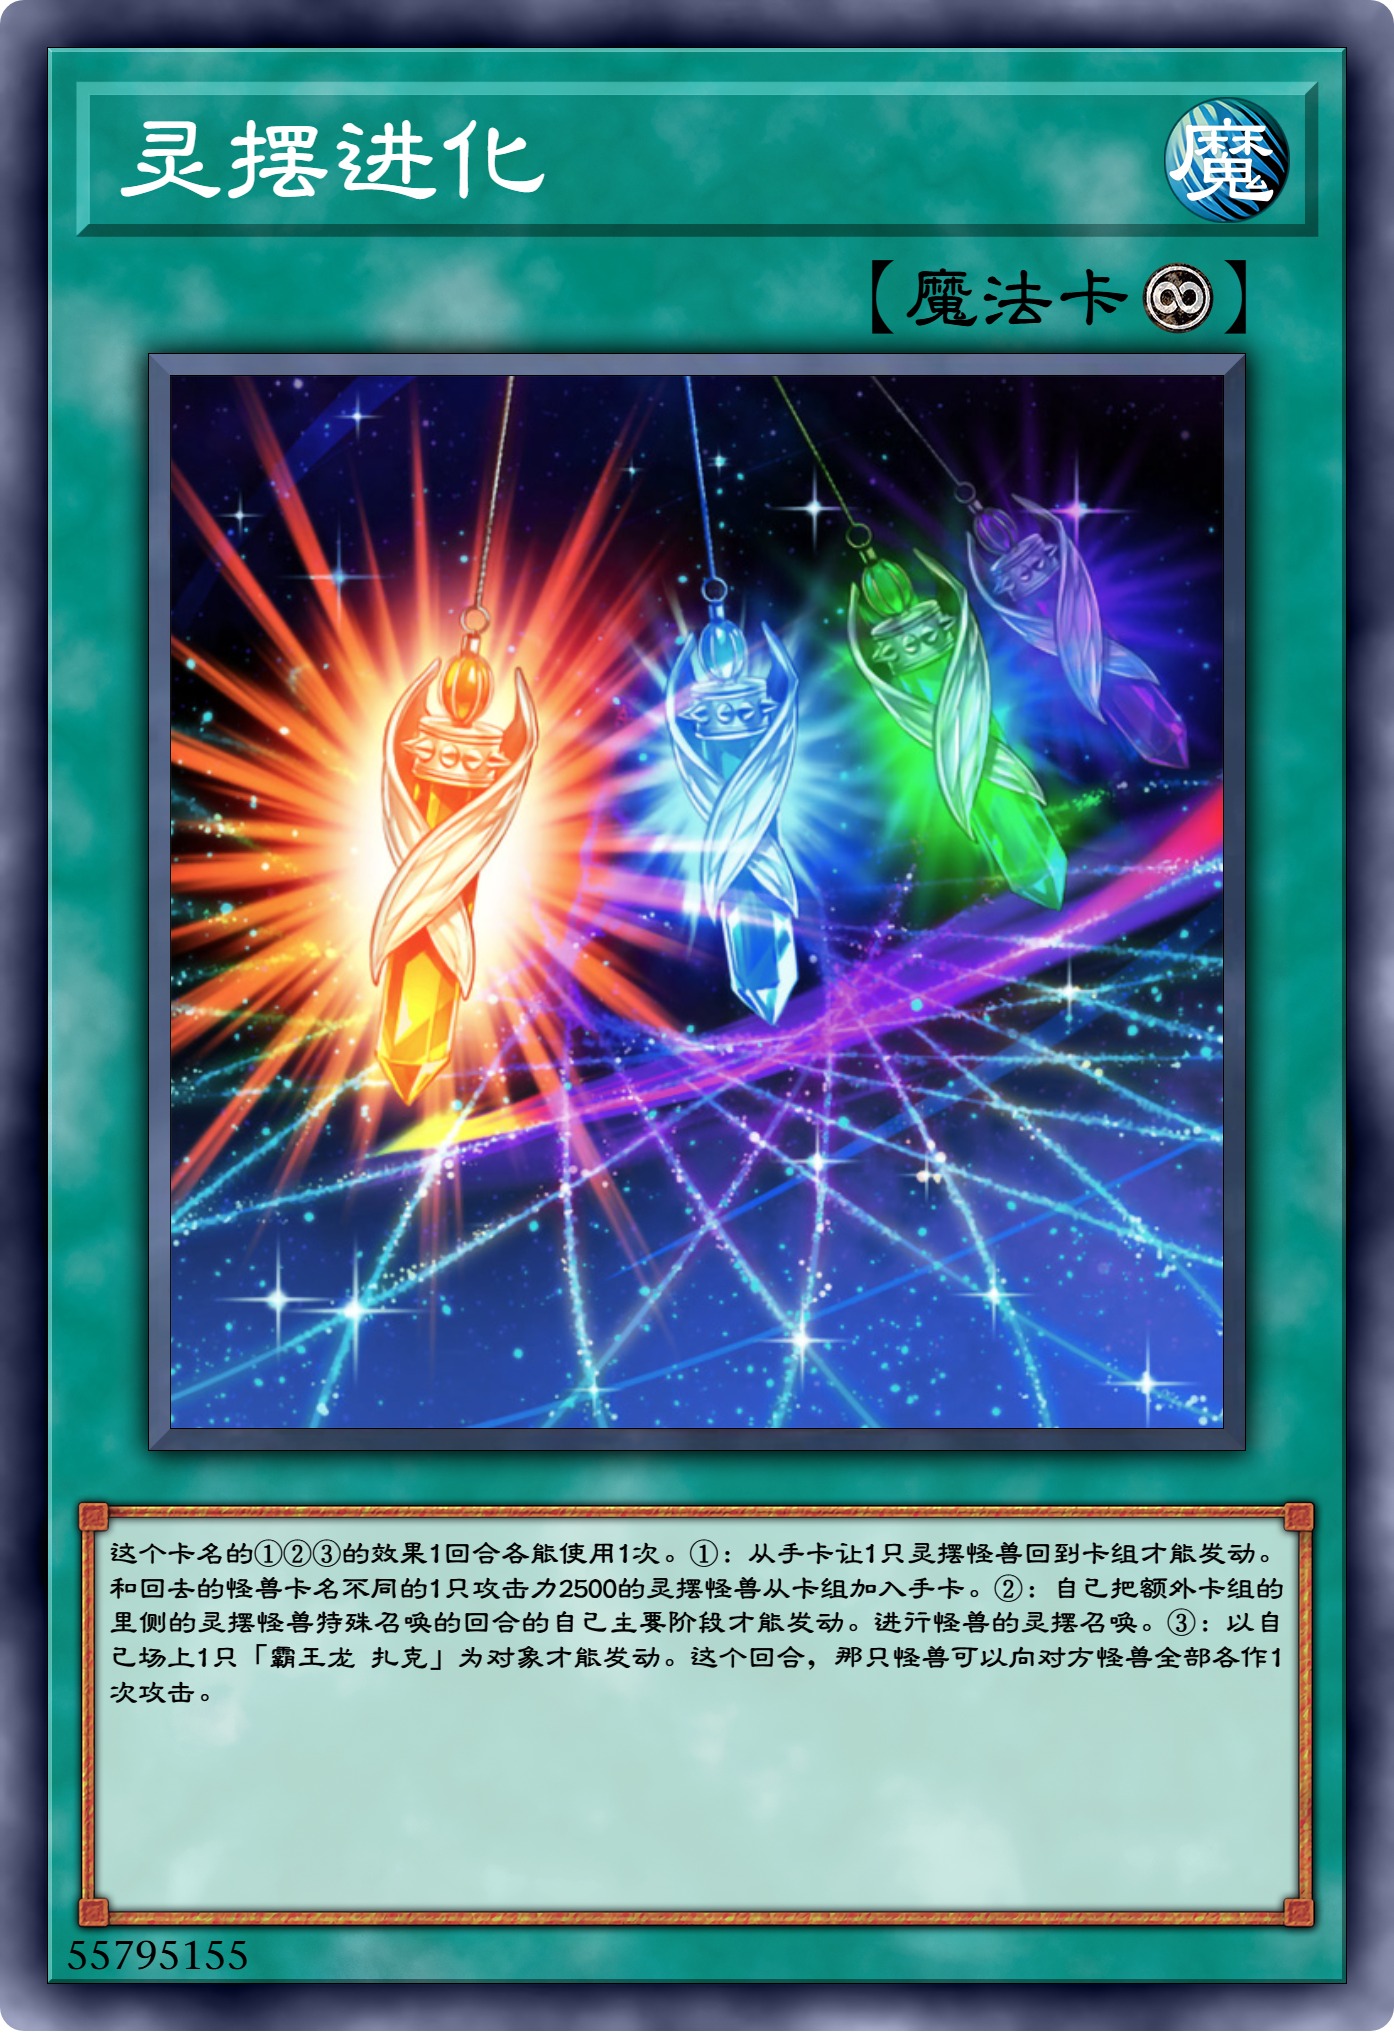 灵摆进化
魔
【魔法卡♾】
这个卡名的①②③的效果1回合各能使用1次。①：从手卡让1只灵摆怪兽回到卡组才能发动。
和回去的怪兽卡名不同的1只攻击力2500的灵摆怪兽从卡组加入手卡。②：自己把额外卡组的
里侧的灵摆怪兽特殊召唤的回合的自己主要阶段才能发动。进行怪兽的灵摆召唤。③：以自
己场上1只「霸王龙 扎克」为对象才能发动。这个回合，那只怪兽可以向对方怪兽全部各作1
次攻击。
55795155